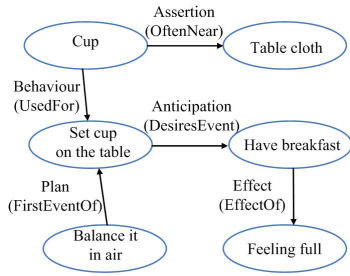 Assertion
(OftenNear)
Cup
Table cloth
Behaviour
(UsedFor)
Anticipation
(DesiresEvent)
Set cup
on the table
Have breakfast
Plan
(FirstEventOf)
Effect
(EffectOf)
Balance it
in air
Feeling full